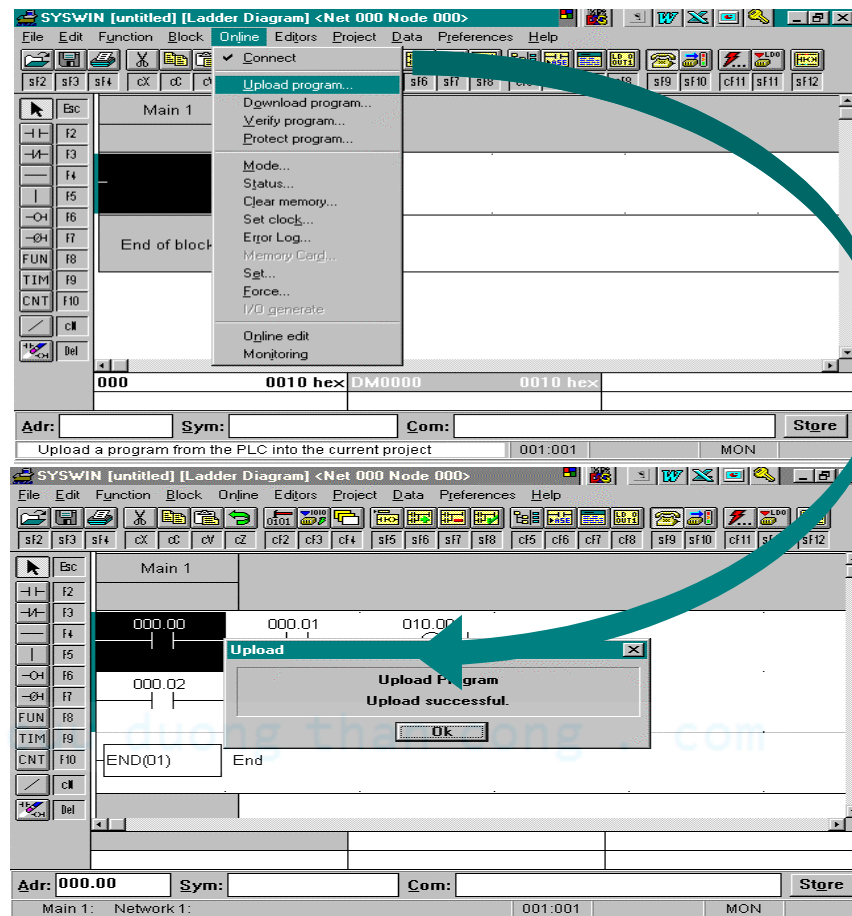 SYSWIN [untitled] [Ladder Diagram] <Net 000 Node 000>
File Edit Function Block Online Editors Project Data Preferences Help
Connect
Upload program...
Download program...
Verify program...
Protect program...
Mode...
Status...
Clear memory...
Set clock...
Error Log...
Memory Card...
Set...
Force...
I/O generate
Online edit
Monitoring
sf2 sf3 sf4 cX cC sf6 sf7 sf8 sf9 sf10 cf11 sf11 sf12
Esc
F2
F3
F4
F5
F6
F7
FUN F8
TIM F9
CNT F10
cN
Del
Main 1
End of block
000 0010 hex DM0000 0010 hex
Adr: Sym: Com: Store
Upload a program from the PLC into the current project 001:001 MON
SYSWIN [untitled] [Ladder Diagram] <Net 000 Node 000>
File Edit Function Block Online Editors Project Data Preferences Help
sf2 sf3 sf4 cX cC cV cZ cf2 cf3 cf4 sf5 sf6 sf7 sf8 cf5 cf6 cf7 cf8 sf9 sf10 cf11 sf12
Esc
F2
F3
F4
F5
F6
F7
FUN F8
TIM F9
CNT F10
cN
Del
Main 1
000.00 000.01 010.00
000.02
END(01) End
Upload
Upload Program
Upload successful.
Ok
duong than cong . com
Adr: 000.00 Sym: Com: Store
Main 1: Network 1: 001:001 MON